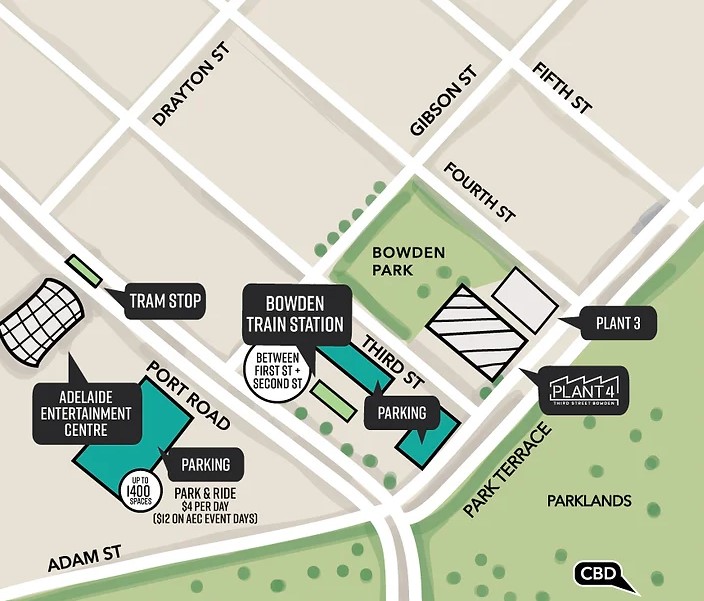 DRAYTON ST
GIBSON ST
FIFTH ST
FOURTH ST
BOWDEN
PARK
TRAM STOP
BOWDEN
TRAIN STATION
BETWEEN
FIRST ST +
SECOND ST
THIRD ST
PLANT 3
PLANT 4
THIRD STREET BOWDEN
PARKING
ADELAIDE
ENTERTAINMENT
CENTRE
PORT ROAD
PARKING
UP TO
1400
SPACES
PARK & RIDE
$4 PER DAY
($12 ON AEC EVENT DAYS)
PARK TERRACE
PARKLANDS
ADAM ST
CBD